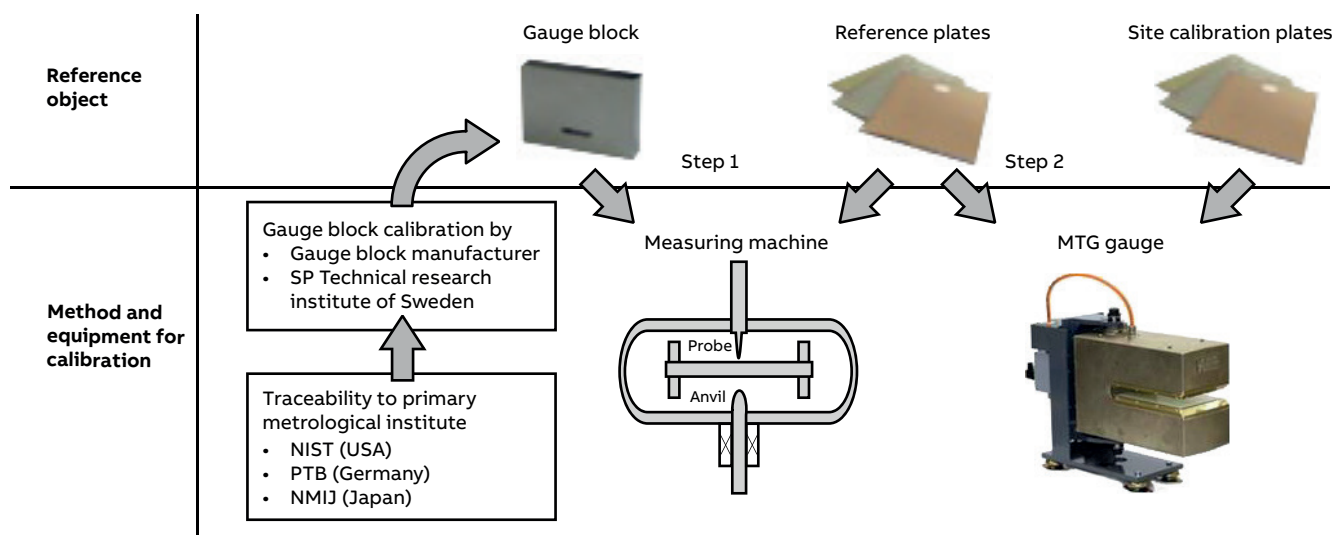 Gauge block
Reference plates
Site calibration plates
Reference
object
Step 1
Step 2
Gauge block calibration by
• Gauge block manufacturer
• SP Technical research
institute of Sweden
Measuring machine
MTG gauge
Method and
equipment for
calibration
Probe
Anvil
Traceability to primary
metrological institute
• NIST (USA)
• PTB (Germany)
• NMIJ (Japan)